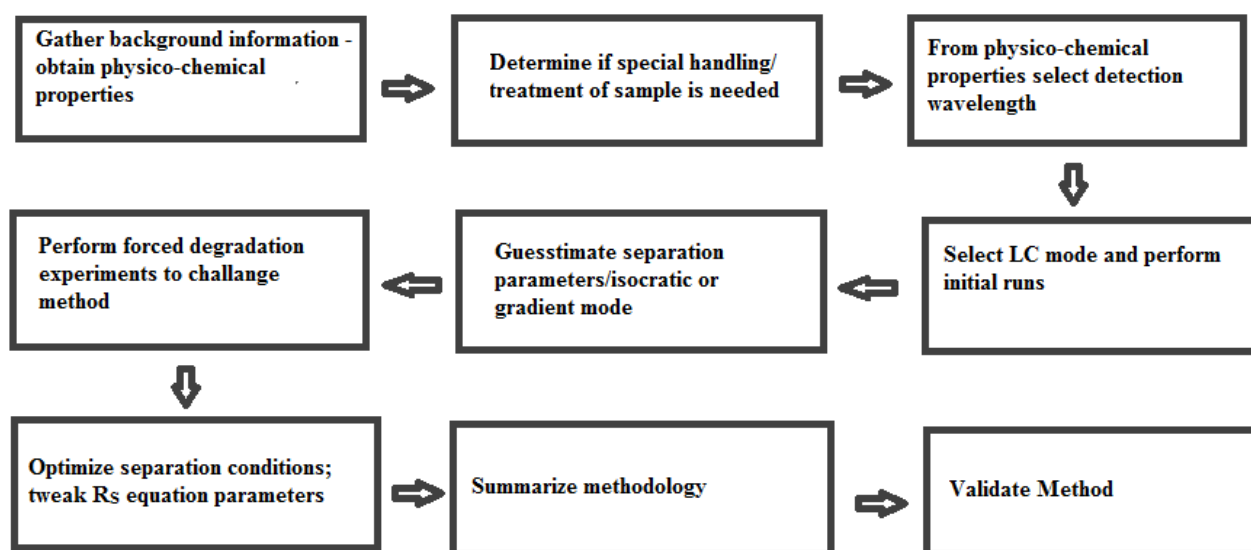 Gather background information -
obtain physico-chemical
properties
Determine if special handling/
treatment of sample is needed
From physico-chemical
properties select detection
wavelength
Select LC mode and perform
initial runs
Guesstimate separation
parameters/isocratic or
gradient mode
Perform forced degradation
experiments to challange
method
Optimize separation conditions;
tweak Rs equation parameters
Summarize methodology
Validate Method